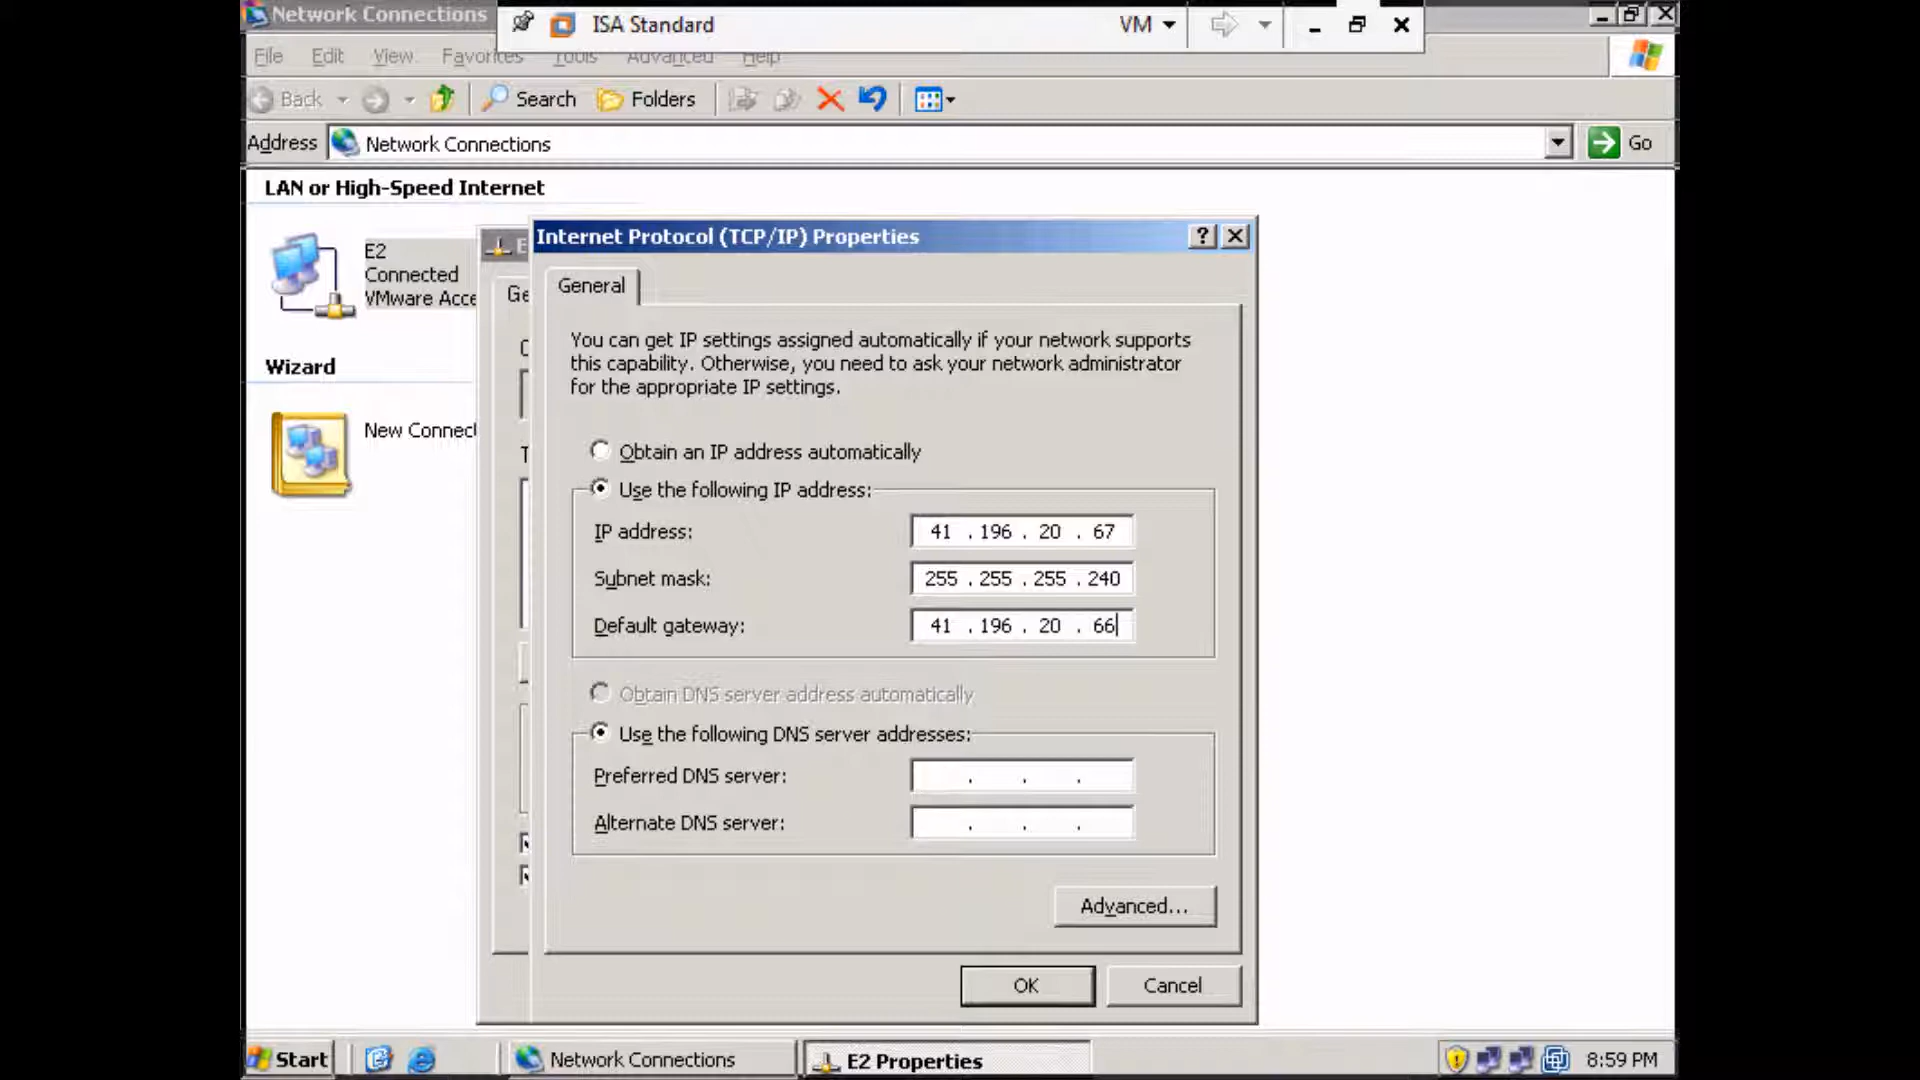 Network Connections
ISA Standard
VM
File Edit View Favorites Tools Advanced Help
Back Search Folders
Address Network Connections Go
LAN or High-Speed Internet
E2
Connected
VMware Acce
Wizard
New Connect
Internet Protocol (TCP/IP) Properties
General
You can get IP settings assigned automatically if your network supports
this capability. Otherwise, you need to ask your network administrator
for the appropriate IP settings.
Obtain an IP address automatically
Use the following IP address:
IP address: 41 . 196 . 20 . 67
Subnet mask: 255 . 255 . 255 . 240
Default gateway: 41 . 196 . 20 . 66
Obtain DNS server address automatically
Use the following DNS server addresses:
Preferred DNS server: . . .
Alternate DNS server: . . .
Advanced...
OK Cancel
Start Network Connections E2 Properties 8:59 PM